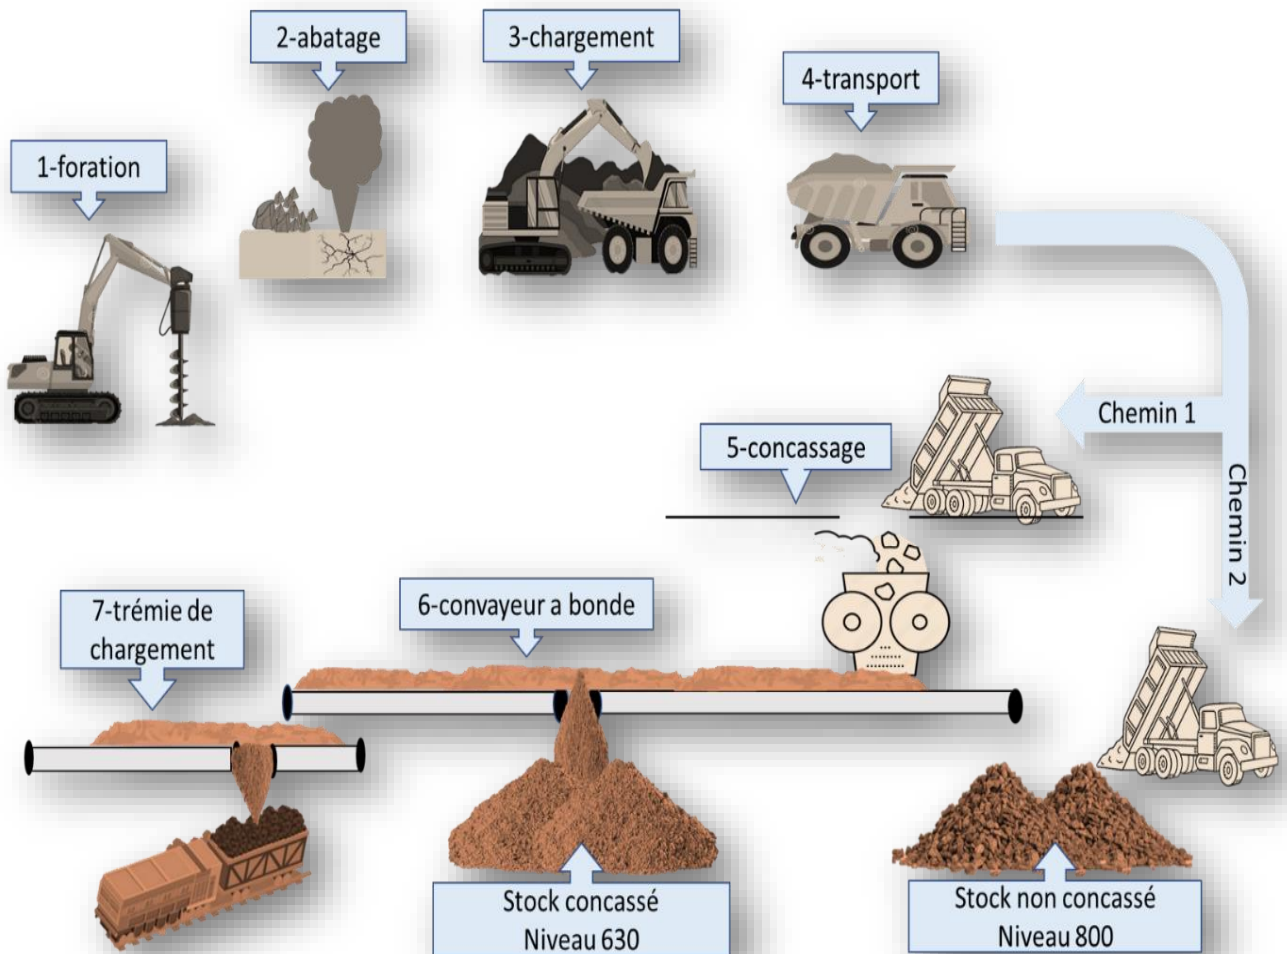 1-foration
2-abatage
3-chargement
4-transport
Chemin 1
Chemin 2
5-concassage
6-convayeur a bonde
7-trémie de
chargement
Stock concassé
Niveau 630
Stock non concassé
Niveau 800